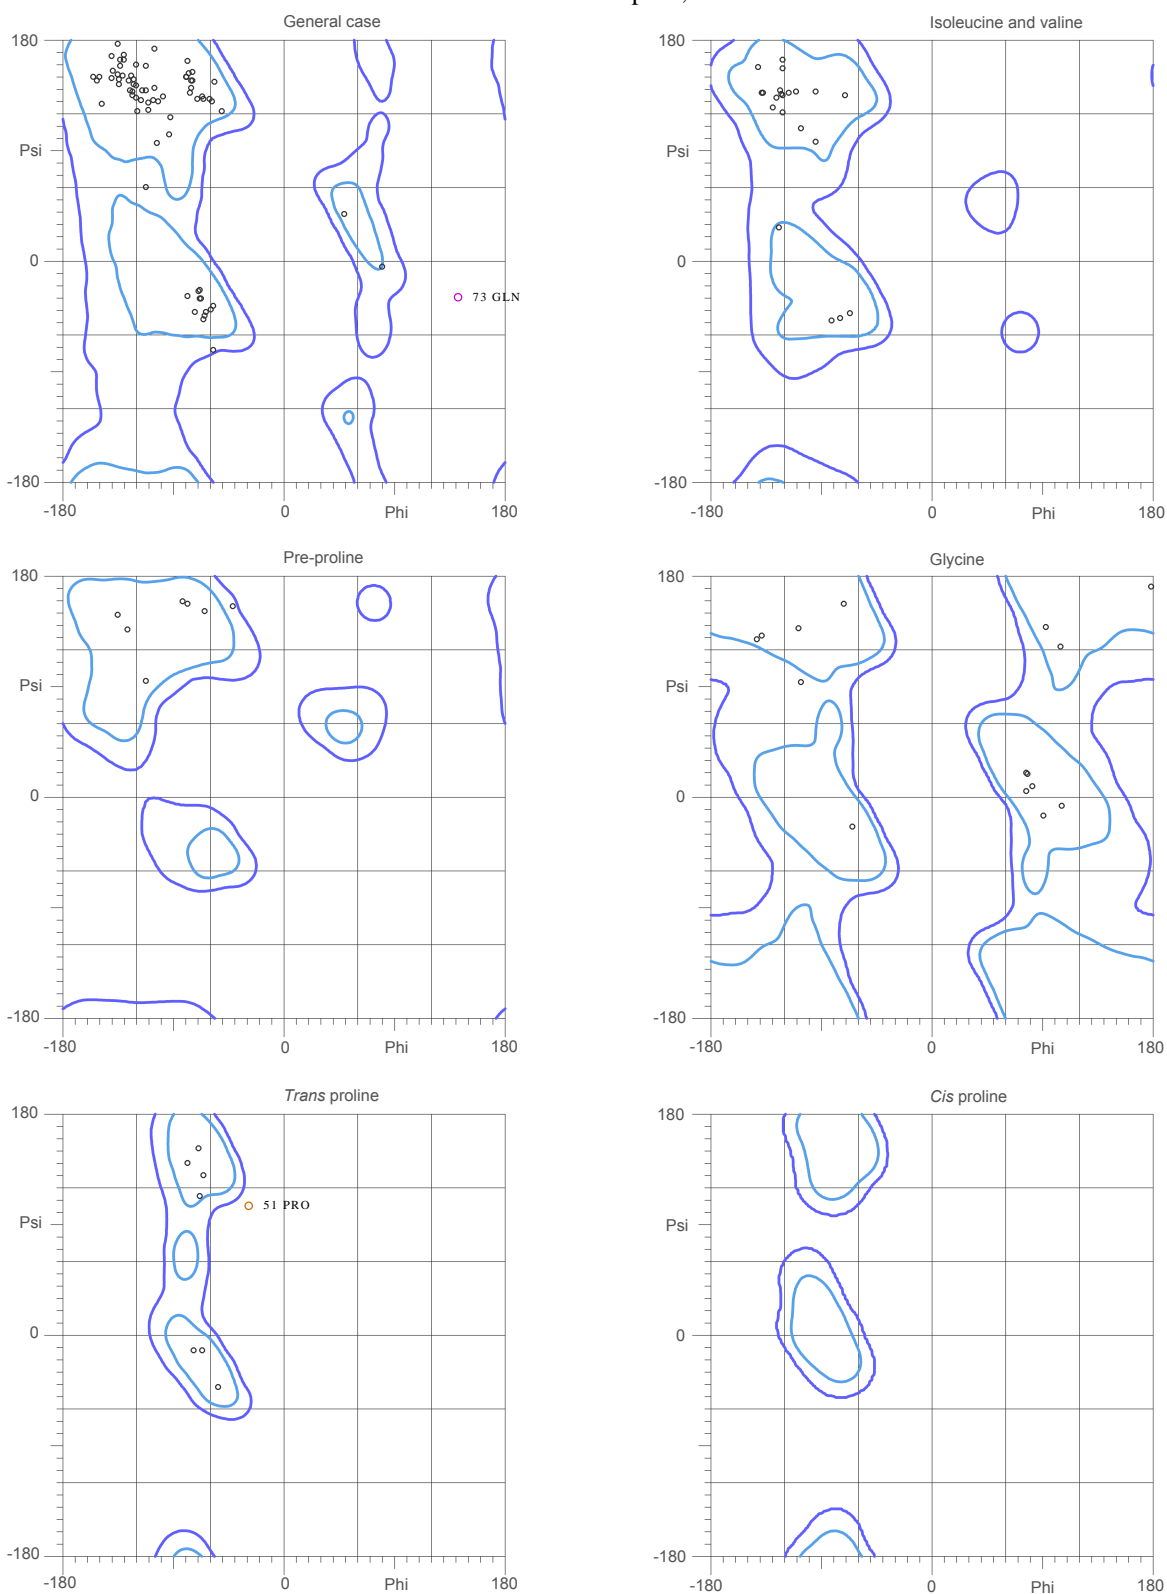 General case
Isoleucine and valine
180
180
Psi
Psi
0
0
73 GLN
-180
-180
-180
0
Phi
180
-180
0
Phi
180
Pre-proline
Glycine
180
180
Psi
Psi
0
0
-180
-180
-180
0
Phi
180
-180
0
Phi
180
Trans proline
Cis proline
180
180
51 PRO
Psi
Psi
0
0
-180
-180
-180
0
Phi
180
-180
0
Phi
180